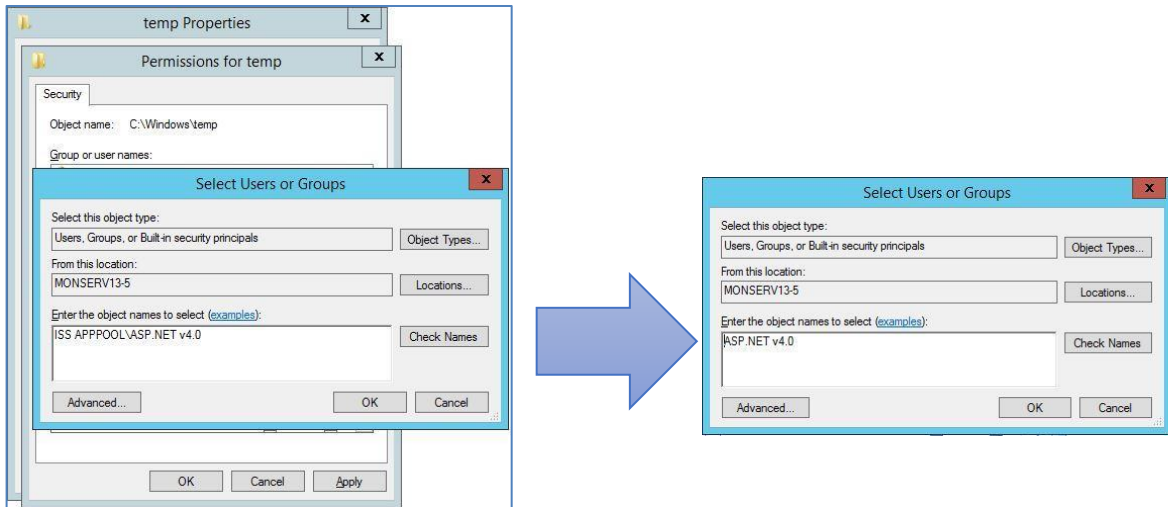 temp Properties
x
Permissions for temp
x
Security
Object name: C:\Windows\temp
Group or user names:
Select Users or Groups
x
Select this object type:
Users, Groups, or Built-in security principals
Object Types...
From this location:
MONSERV13-5
Locations...
Enter the object names to select (examples):
ISS APPPOOL\ASP.NET v4.0
Check Names
Advanced...
OK
Cancel
OK
Cancel
Apply
Select Users or Groups
x
Select this object type:
Users, Groups, or Built-in security principals
Object Types...
From this location:
MONSERV13-5
Locations...
Enter the object names to select (examples):
ASP.NET v4.0
Check Names
Advanced...
OK
Cancel